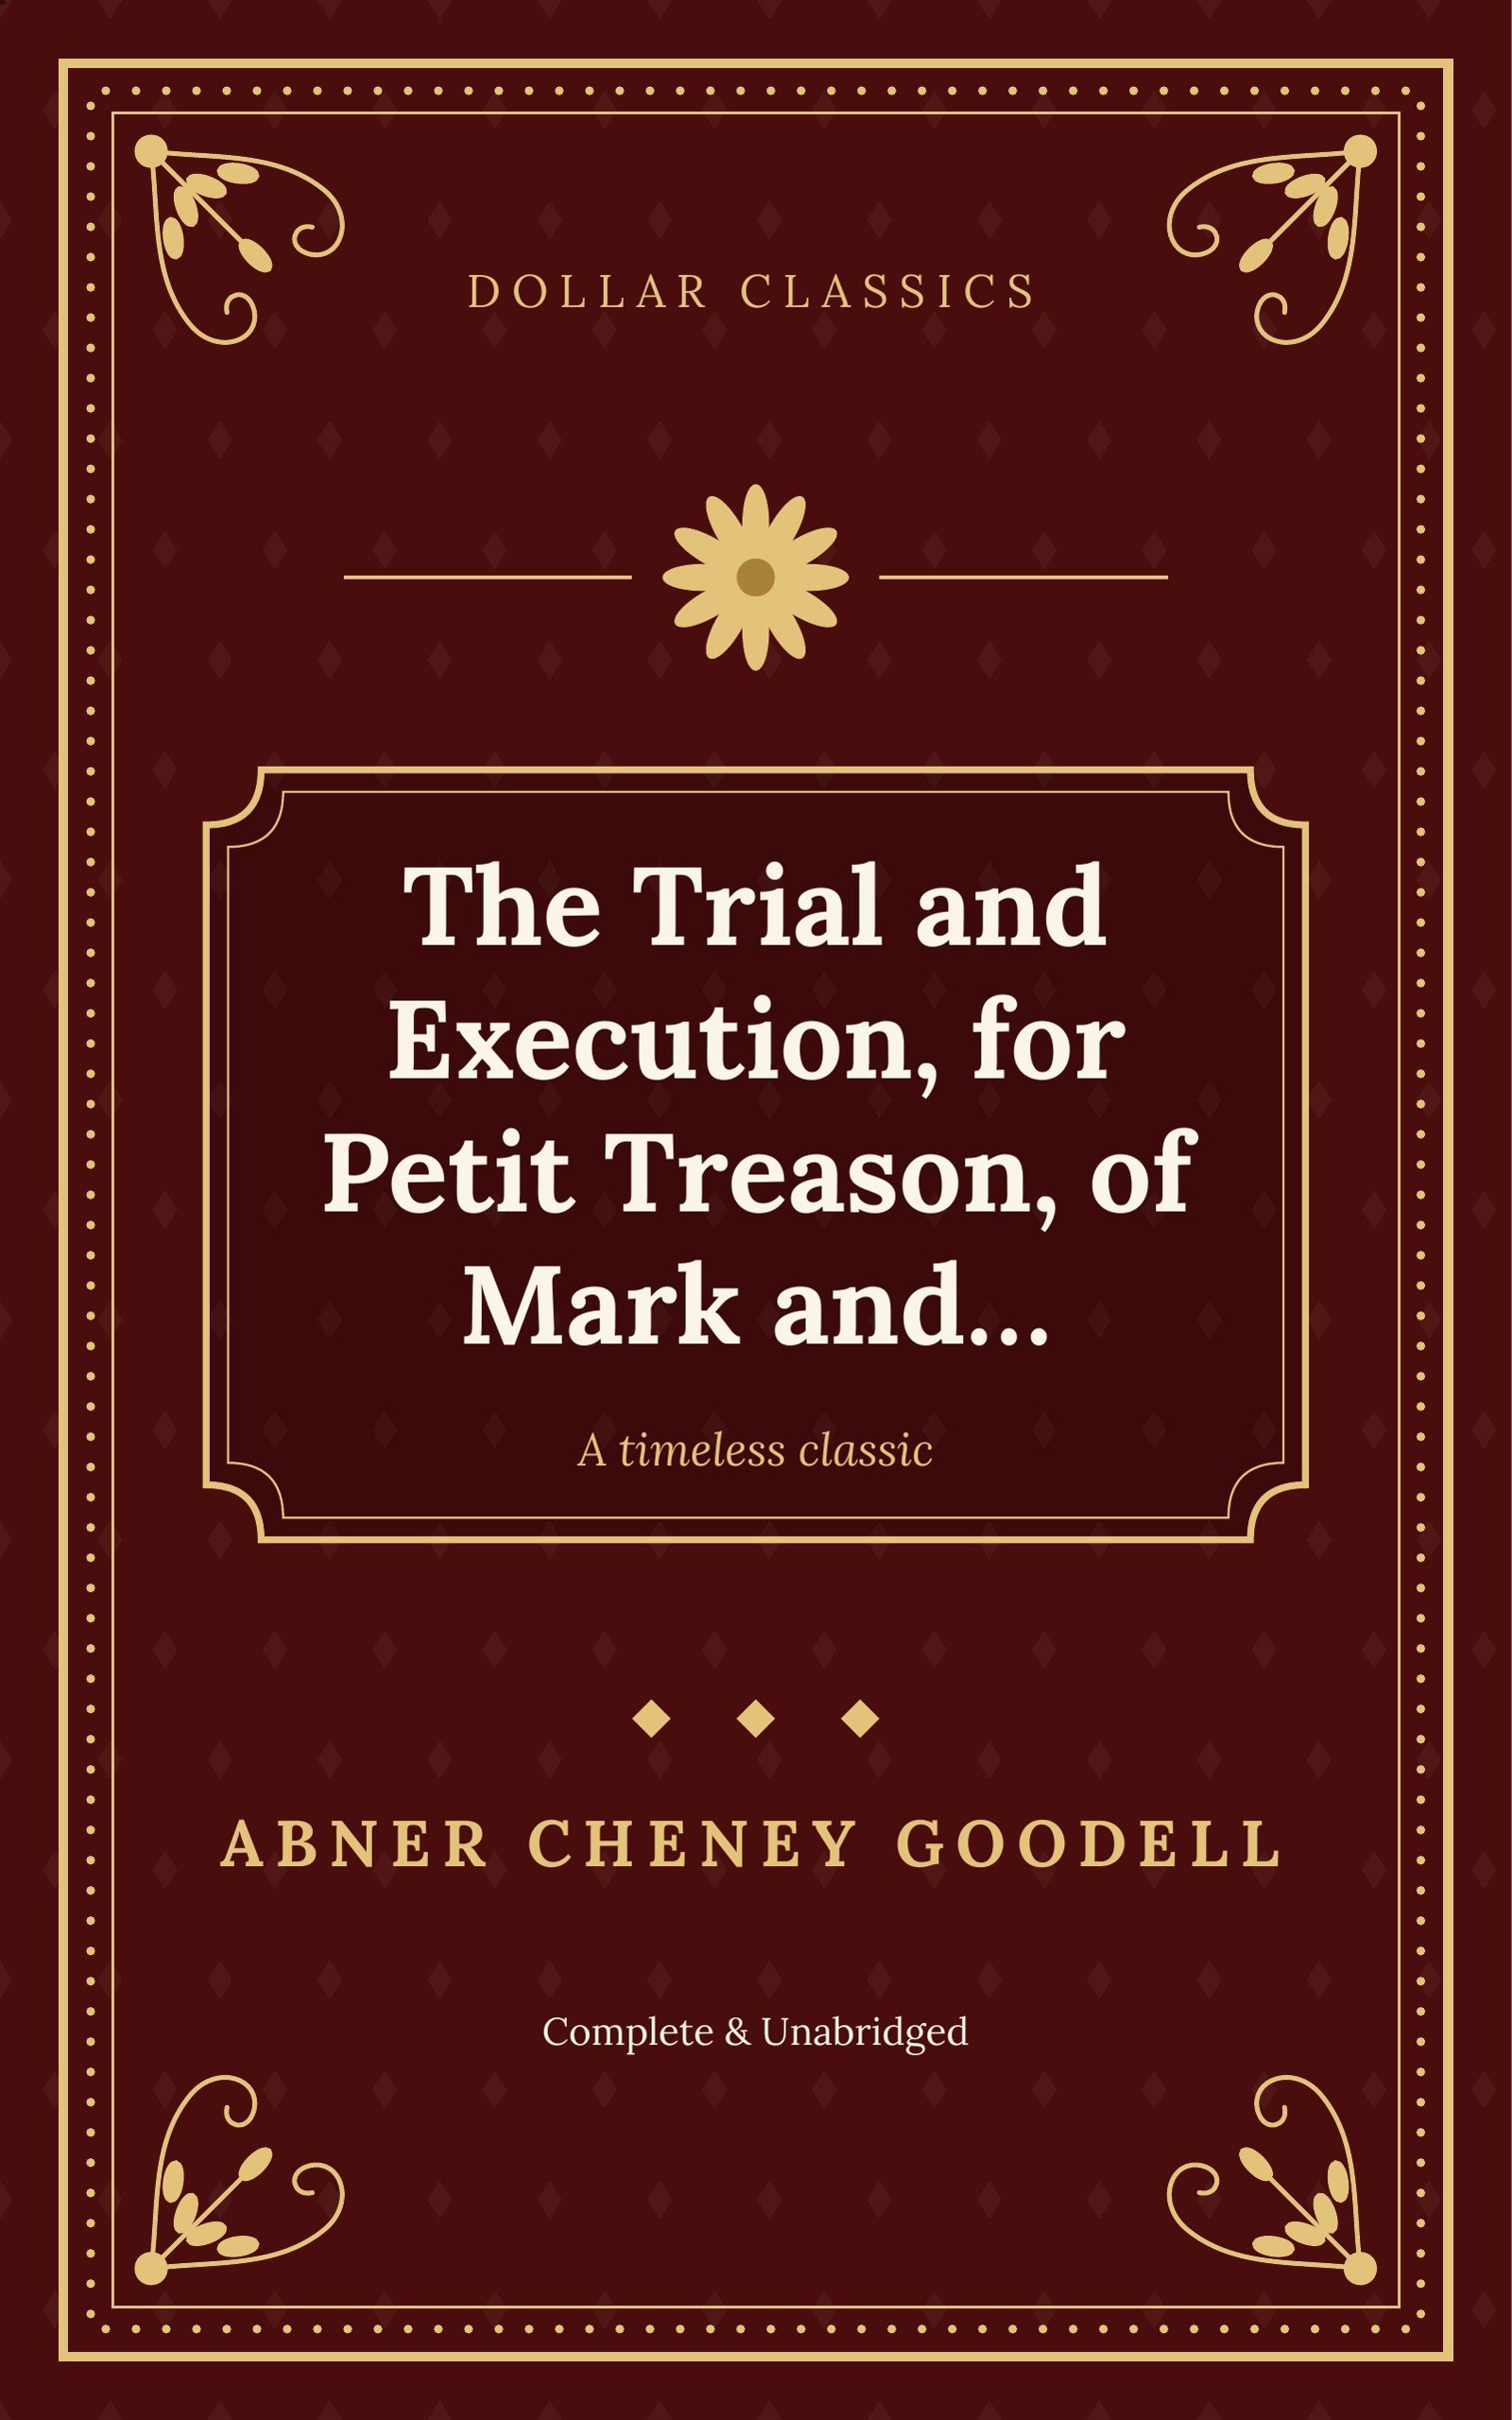 DOLLAR CLASSICS
The Trial and
Execution, for
Petit Treason, of
Mark and...
A timeless classic
ABNER CHENEY GOODELL
Complete & Unabridged